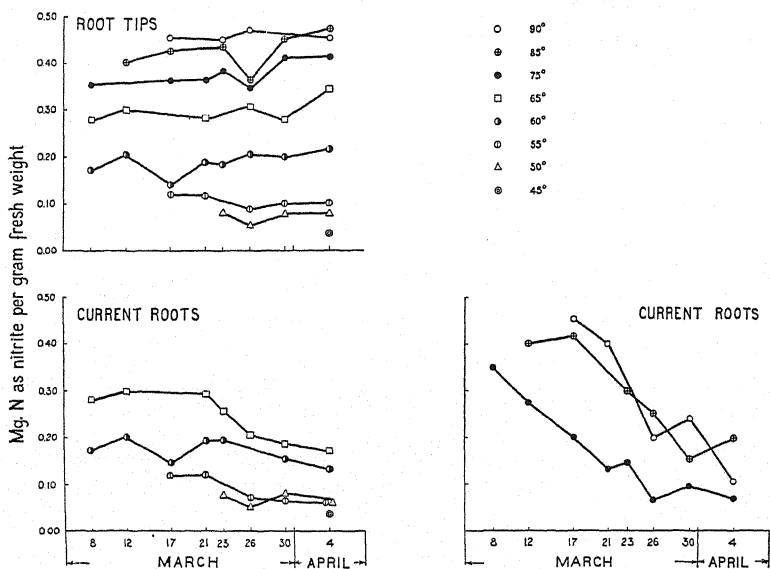 Mg. N as nitrite per gram fresh weight
ROOT TIPS
0.50
0.40
0.30
0.20
0.10
0.00
90°
85°
75°
65°
60°
55°
50°
45°
CURRENT ROOTS
0.50
0.30
0.20
0.10
0.00
8 12 17 21 23 26 30 4
MARCH APRIL
CURRENT ROOTS
8 12 17 21 23 26 30 4
MARCH APRIL